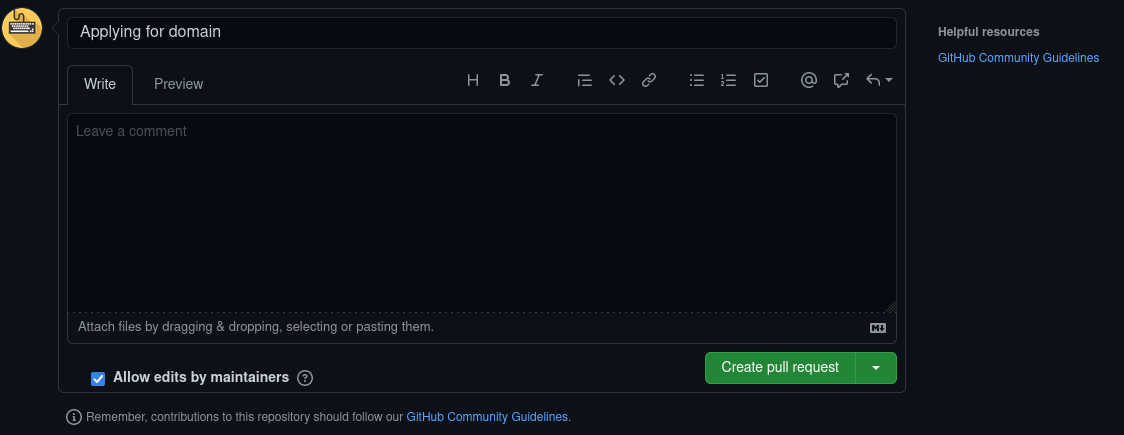 Applying for domain
Helpful resources
GitHub Community Guidelines
Write Preview
Leave a comment
Attach files by dragging & dropping, selecting or pasting them.
Allow edits by maintainers
Create pull request
Remember, contributions to this repository should follow our GitHub Community Guidelines.